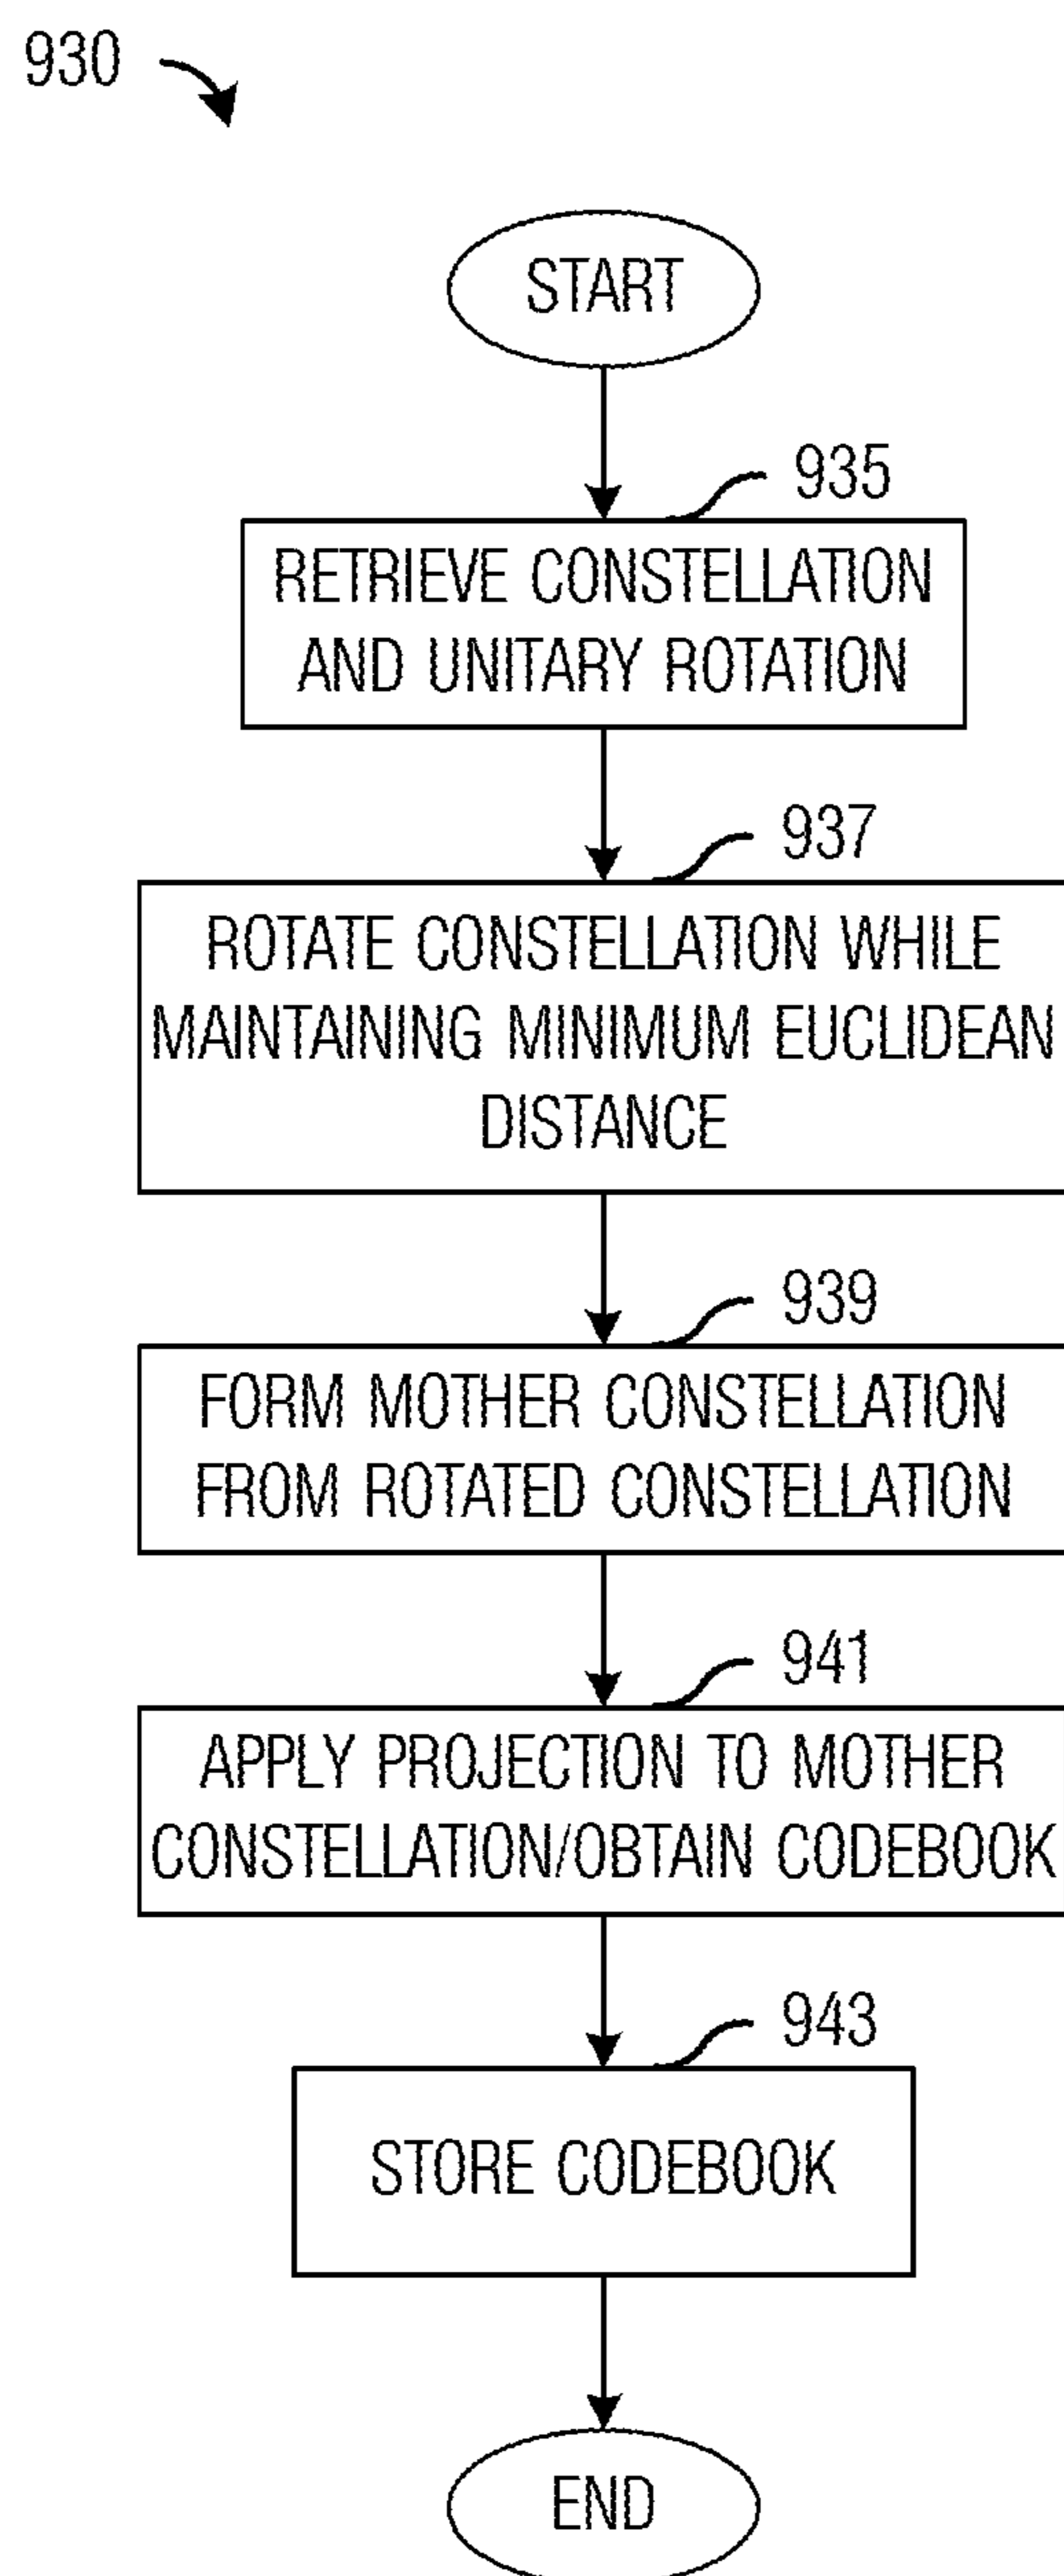 930
START
935
RETRIEVE CONSTELLATION
AND UNITARY ROTATION
937
ROTATE CONSTELLATION WHILE
MAINTAINING MINIMUM EUCLIDEAN
DISTANCE
939
FORM MOTHER CONSTELLATION
FROM ROTATED CONSTELLATION
941
APPLY PROJECTION TO MOTHER
CONSTELLATION/OBTAIN CODEBOOK
943
STORE CODEBOOK
END